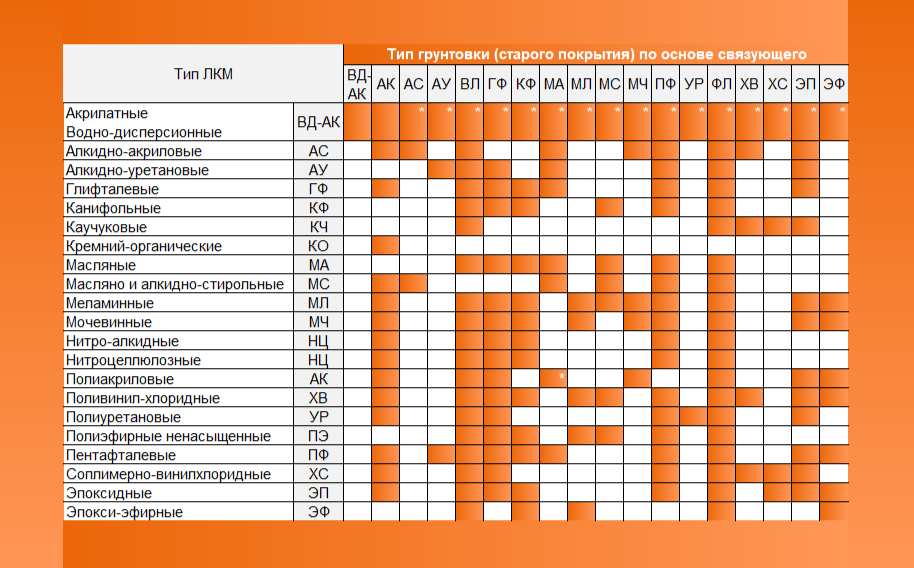 Тип ЛКМ
Тип грунтовки (старого покрытия) по основе связующего
ВД-АК АК АС АУ ВЛ ГФ КФ МА МЛ МС МЧ ПФ УР ФЛ ХВ ХС ЭП ЭФ
Акрилатные
Водно-дисперсионные ВД-АК * * * * * * * * * * * * * * * *
Алкидно-акриловые АС
Алкидно-уретановые АУ
Глифталевые ГФ
Канифольные КФ
Каучуковые КЧ
Кремний-органические КО
Масляные МА
Масляно и алкидно-стирольные МС
Меламинные МЛ
Мочевинные МЧ
Нитро-алкидные НЦ
Нитроцеллюлозные НЦ
Полиакриловые АК *
Поливинил-хлоридные ХВ
Полиуретановые УР
Полиэфирные ненасыщенные ПЭ
Пентафталевые ПФ
Соплимерно-винилхлоридные ХС
Эпоксидные ЭП
Эпокси-эфирные ЭФ